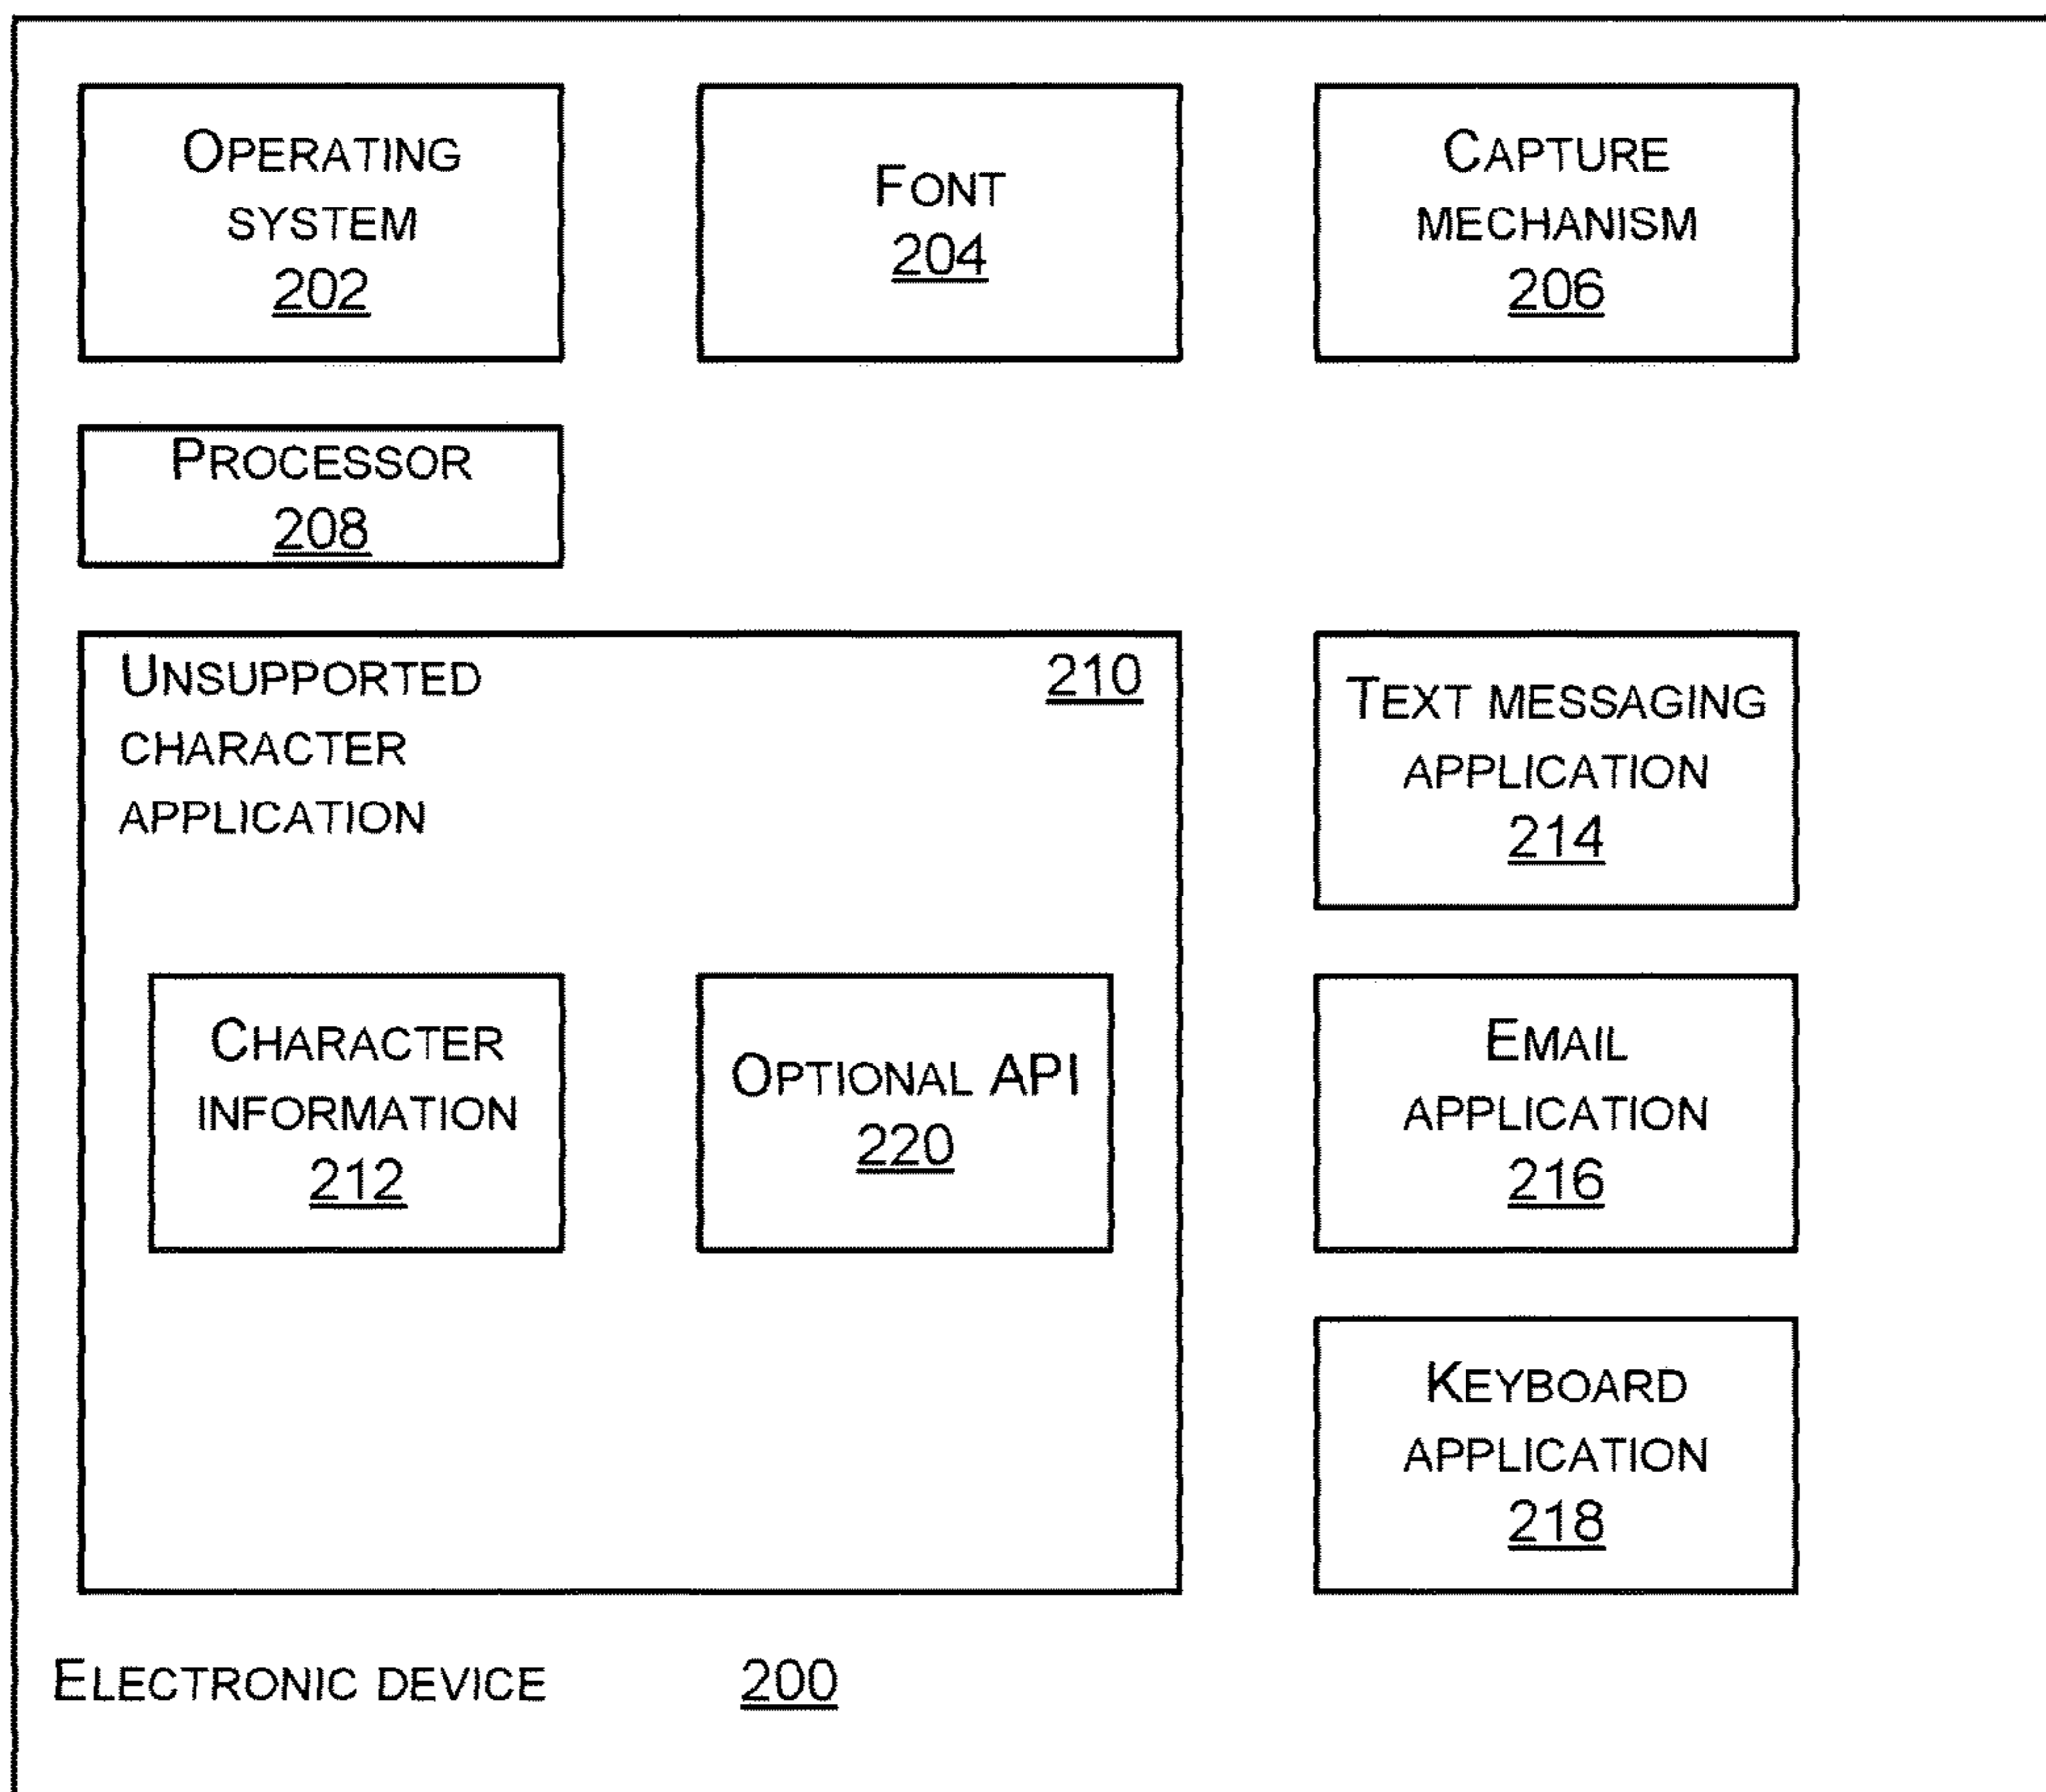 OPERATING
SYSTEM
202
FONT
204
CAPTURE
MECHANISM
206
PROCESSOR
208
UNSUPPORTED
CHARACTER
APPLICATION
210
CHARACTER
INFORMATION
212
OPTIONAL API
220
TEXT MESSAGING
APPLICATION
214
EMAIL
APPLICATION
216
KEYBOARD
APPLICATION
218
ELECTRONIC DEVICE 200